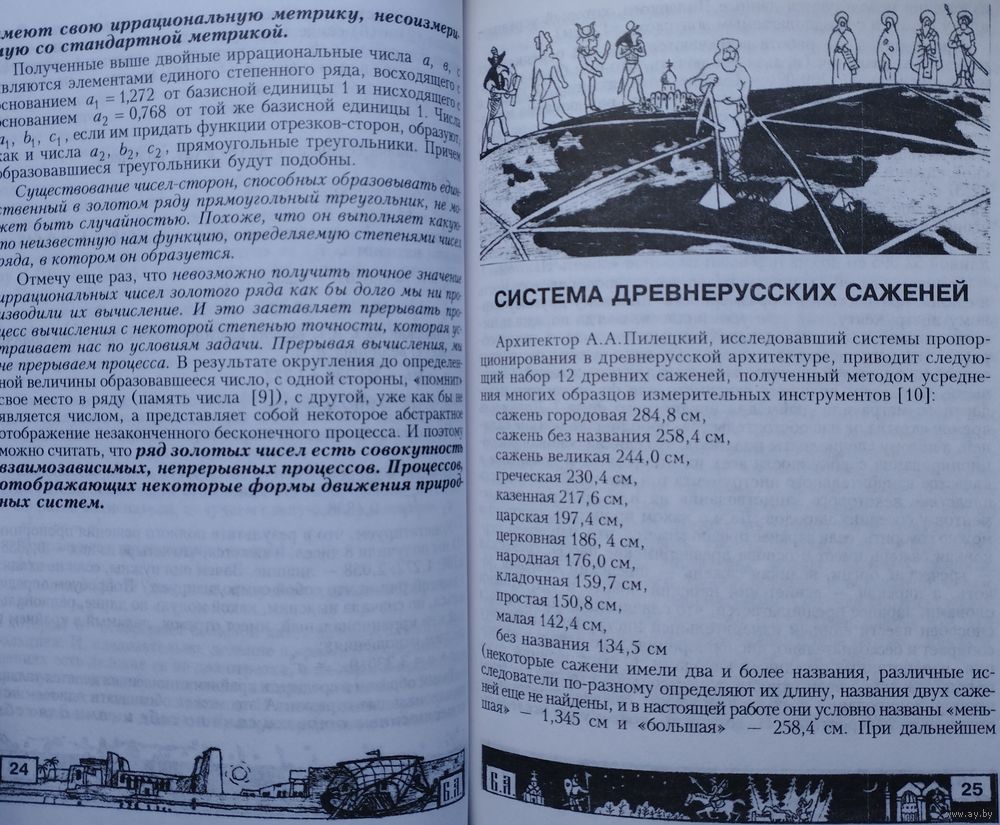 имеют свою иррациональную метрику, несоизмери-
мую со стандартной метрикой.
Полученные выше двойные иррациональные числа а, в, с
являются элементами единого степенного ряда, восходящего с
основанием a₁ = 1,272 от базисной единицы 1 и нисходящего с
основанием a₂ = 0,768 от той же базисной единицы 1. Числа
a₁, b₁, c₁, если им придать функции отрезков-сторон, образуют,
как и числа a₂, b₂, c₂, прямоугольные треугольники. Причем
образовавшиеся треугольники будут подобны.
Существование чисел-сторон, способных образовывать един-
ственный в золотом ряду прямоугольный треугольник, не мо-
жет быть случайностью. Похоже, что он выполняет какую-
то неизвестную нам функцию, определяемую степенями чисел
ряда, в котором он образуется.
Отмечу еще раз, что невозможно получить точное значение
иррациональных чисел золотого ряда как бы долго мы ни про-
изводили их вычисление. И это заставляет прерывать про-
цесс вычисления с некоторой степенью точности, которая ус-
траивает нас по условиям задачи. Прерывая вычисления, мы
не прерываем процесса. В результате округления до определен-
ной величины образовавшееся число, с одной стороны, «помнит»
свое место в ряду (память числа [9]), с другой, уже как бы не
является числом, а представляет собой некоторое абстрактное
отображение незаконченного бесконечного процесса. И поэтому
можно считать, что ряд золотых чисел есть совокупность
взаимозависимых, непрерывных процессов. Процессов,
отображающих некоторые формы движения природ-
ных систем.
24
Б.А
СИСТЕМА ДРЕВНЕРУССКИХ САЖЕНЕЙ
Архитектор А.А.Пилецкий, исследовавший системы пропор-
ционирования в древнерусской архитектуре, приводит следую-
щий набор 12 древних саженей, полученный методом усредне-
ния многих образцов измерительных инструментов [10]:
сажень городовая 284,8 см,
сажень без названия 258,4 см,
сажень великая 244,0 см,
греческая 230,4 см,
казенная 217,6 см,
царская 197,4 см,
церковная 186, 4 см,
народная 176,0 см,
кладочная 159,7 см,
простая 150,8 см,
малая 142,4 см,
без названия 134,5 см
(некоторые сажени имели два и более названия, различные ис-
следователи по-разному определяют их длину, названия двух саже-
ней еще не найдены, и в настоящей работе они условно названы «мень-
шая» – 1,345 см и «большая» – 258,4 см. При дальнейшем
Б.А
25
www.ay.by